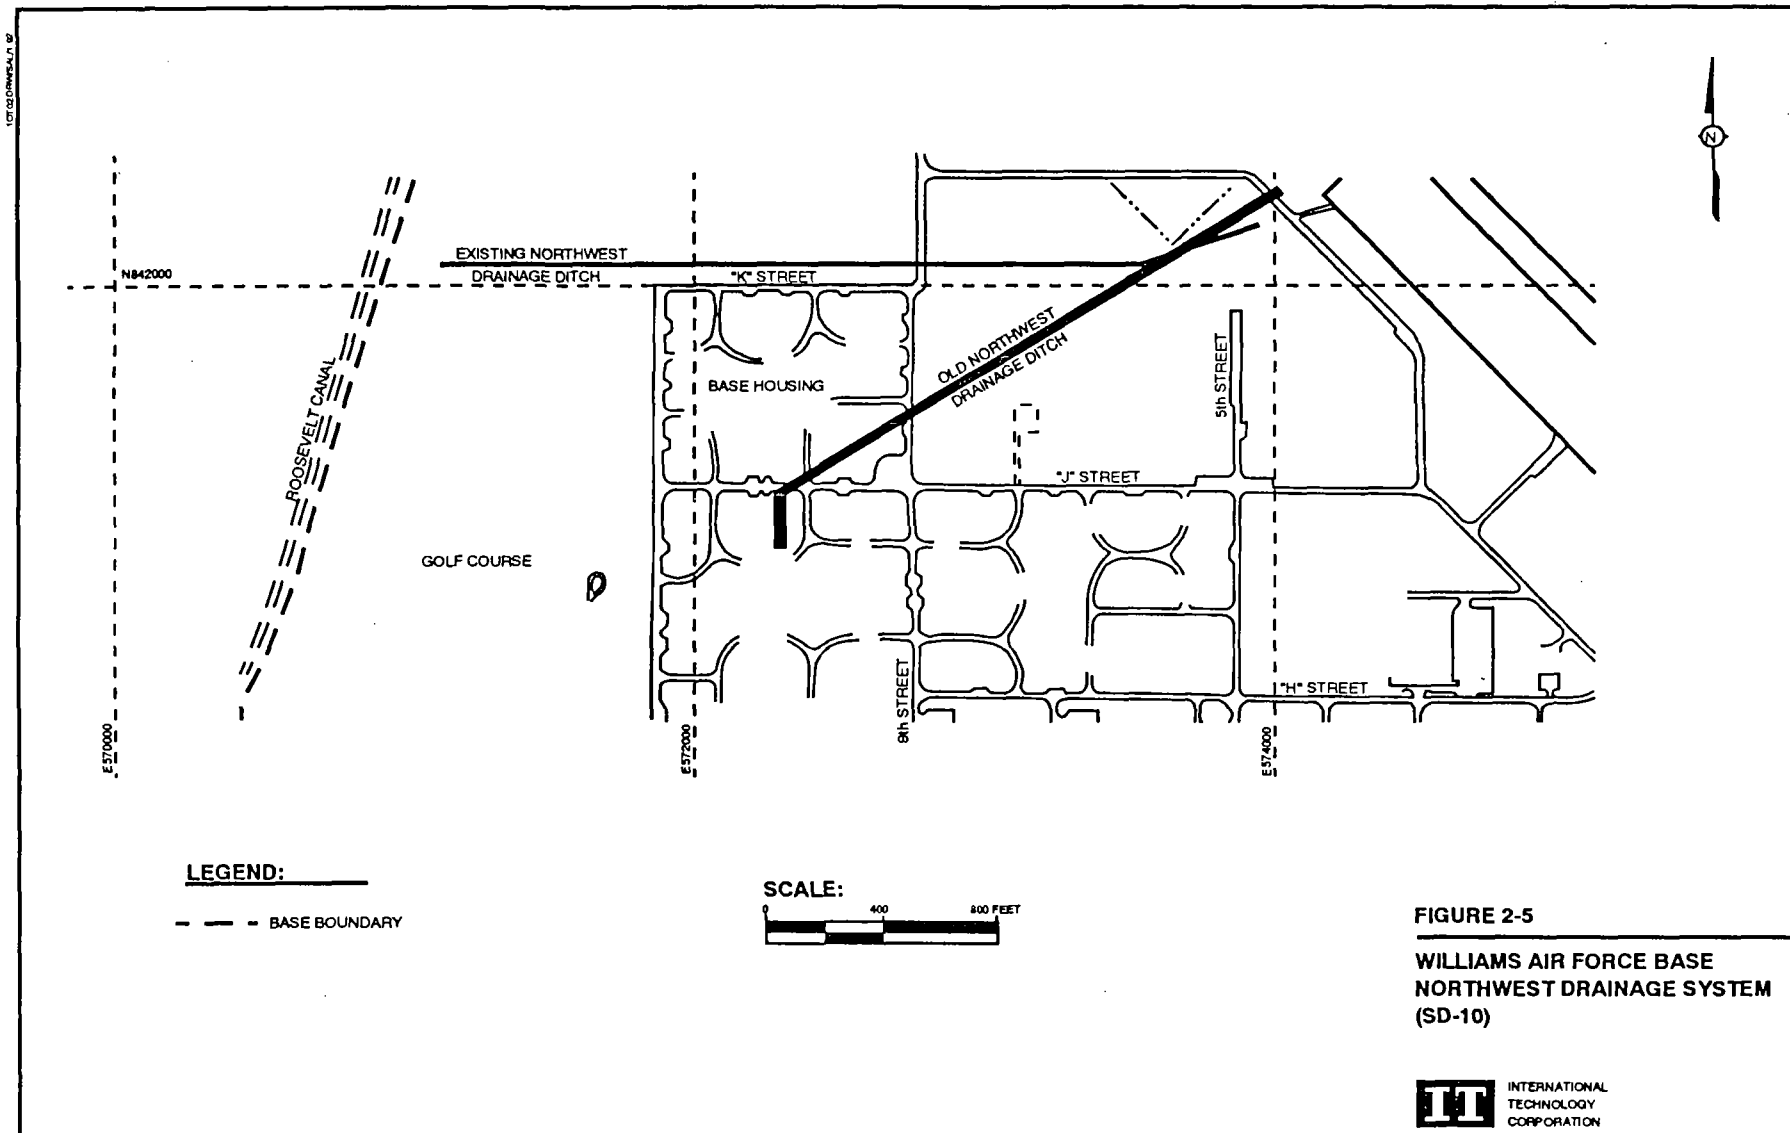 EXISTING NORTHWEST
DRAINAGE DITCH
N842000
"K" STREET
OLD NORTHWEST
DRAINAGE DITCH
ROOSEVELT CANAL
BASE HOUSING
5th STREET
"J" STREET
GOLF COURSE
9th STREET
"H" STREET
E570000
E572000
E574000
LEGEND:
BASE BOUNDARY
SCALE:
0 400 800 FEET
FIGURE 2-5
WILLIAMS AIR FORCE BASE
NORTHWEST DRAINAGE SYSTEM
(SD-10)
N
IT
INTERNATIONAL
TECHNOLOGY
CORPORATION